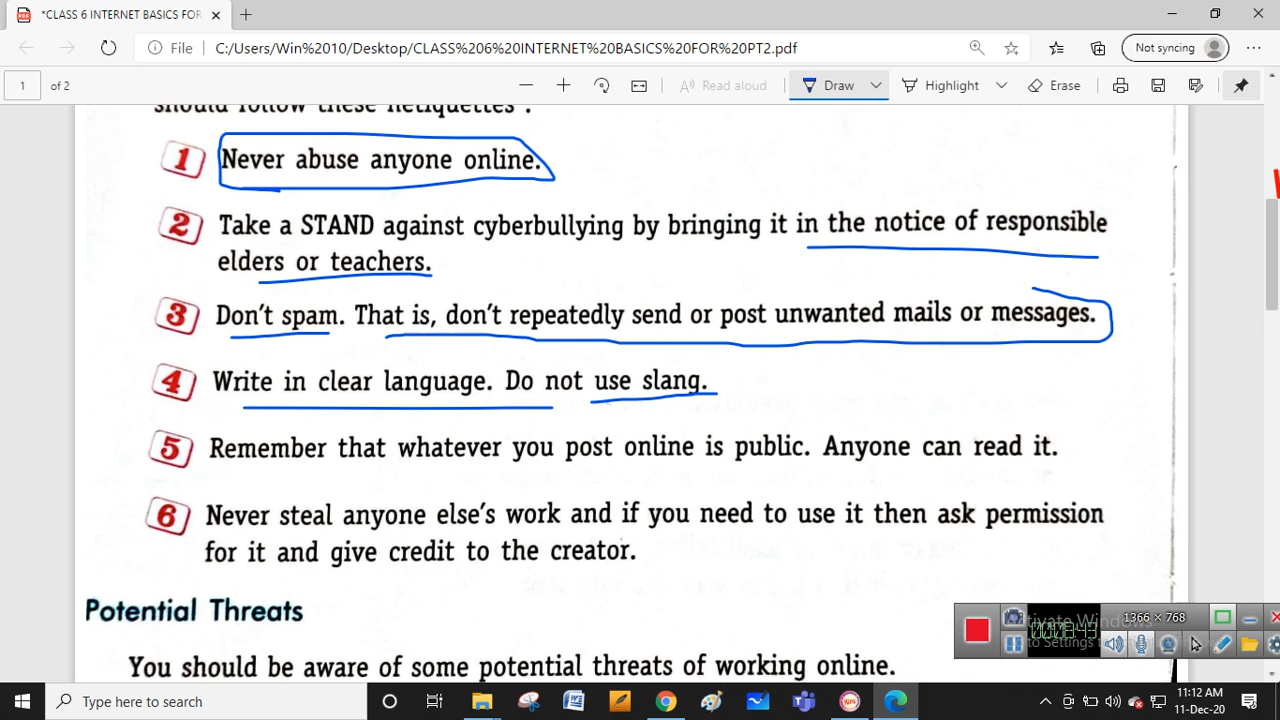 *CLASS 6 INTERNET BASICS FOR
File C:/Users/Win%2010/Desktop/CLASS%206%20INTERNET%20BASICS%20FOR%20PT2.pdf Not syncing
1 of 2 Read aloud Draw Highlight Erase
should follow these netiquettes :
1 Never abuse anyone online.
2 Take a STAND against cyberbullying by bringing it in the notice of responsible
elders or teachers.
3 Don't spam. That is, don't repeatedly send or post unwanted mails or messages.
4 Write in clear language. Do not use slang.
5 Remember that whatever you post online is public. Anyone can read it.
6 Never steal anyone else's work and if you need to use it then ask permission
for it and give credit to the creator.
Potential Threats
1366 × 768
You should be aware of some potential threats of working online.
Type here to search
11:12 AM
11-Dec-20